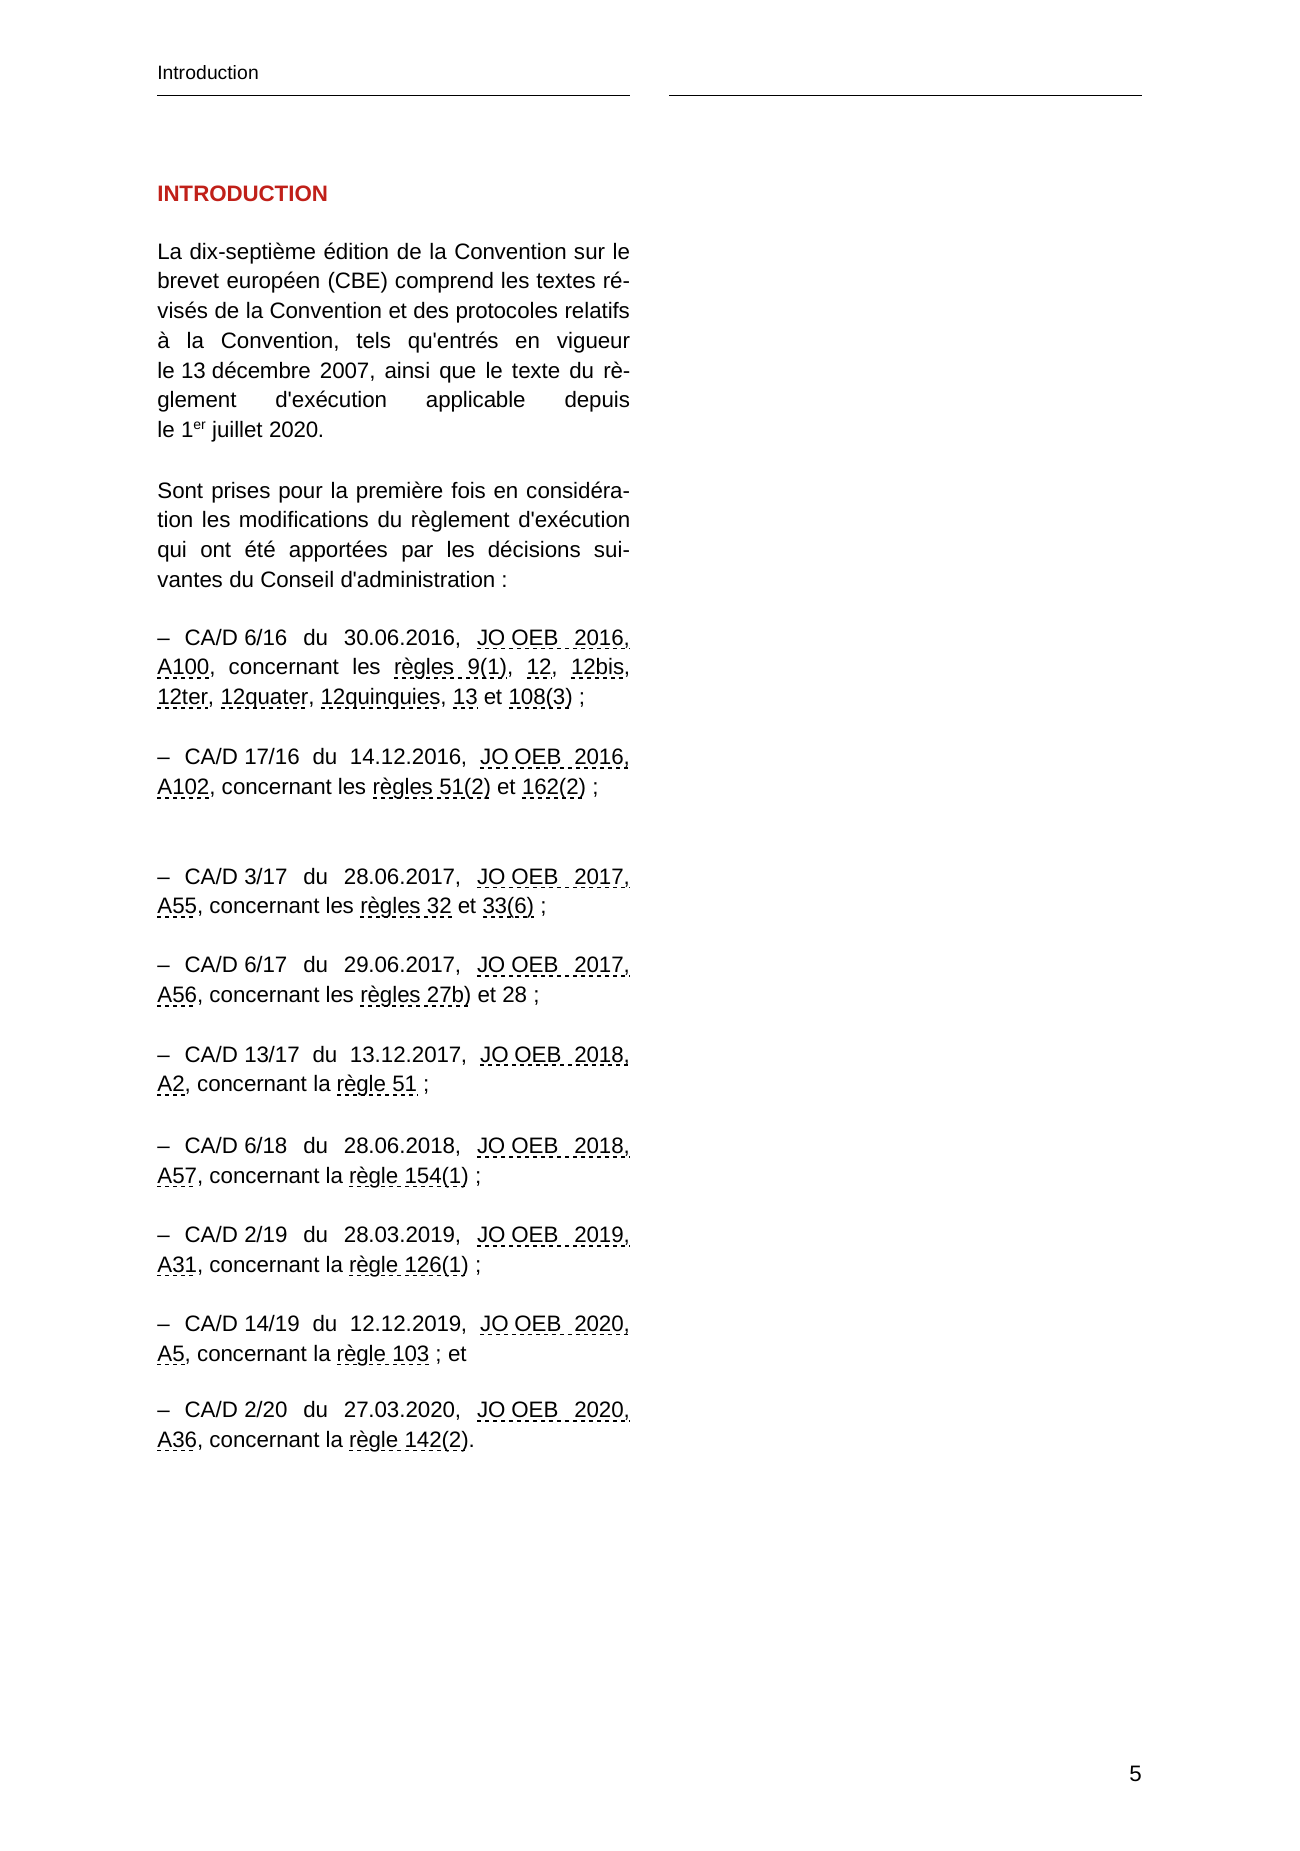 Introduction
INTRODUCTION
La dix-septième édition de la Convention sur le
brevet européen (CBE) comprend les textes ré-
visés de la Convention et des protocoles relatifs
à la Convention, tels qu'entrés en vigueur
le 13 décembre 2007, ainsi que le texte du rè-
glement d'exécution applicable depuis
le 1er juillet 2020.
Sont prises pour la première fois en considéra-
tion les modifications du règlement d'exécution
qui ont été apportées par les décisions sui-
vantes du Conseil d'administration :
– CA/D 6/16 du 30.06.2016, JO OEB 2016,
A100, concernant les règles 9(1), 12, 12bis,
12ter, 12quater, 12quinquies, 13 et 108(3) ;
– CA/D 17/16 du 14.12.2016, JO OEB 2016,
A102, concernant les règles 51(2) et 162(2) ;
– CA/D 3/17 du 28.06.2017, JO OEB 2017,
A55, concernant les règles 32 et 33(6) ;
– CA/D 6/17 du 29.06.2017, JO OEB 2017,
A56, concernant les règles 27b) et 28 ;
– CA/D 13/17 du 13.12.2017, JO OEB 2018,
A2, concernant la règle 51 ;
– CA/D 6/18 du 28.06.2018, JO OEB 2018,
A57, concernant la règle 154(1) ;
– CA/D 2/19 du 28.03.2019, JO OEB 2019,
A31, concernant la règle 126(1) ;
– CA/D 14/19 du 12.12.2019, JO OEB 2020,
A5, concernant la règle 103 ; et
– CA/D 2/20 du 27.03.2020, JO OEB 2020,
A36, concernant la règle 142(2).
5